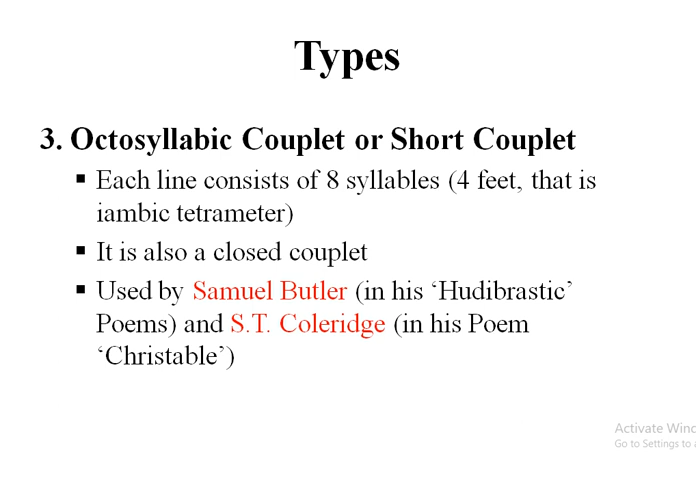 Types
3. Octosyllabic Couplet or Short Couplet
▪ Each line consists of 8 syllables (4 feet, that is
iambic tetrameter)
▪ It is also a closed couplet
▪ Used by Samuel Butler (in his ‘Hudibrastic’
Poems) and S.T. Coleridge (in his Poem
‘Christable’)
Activate Winc
Go to Settings to a